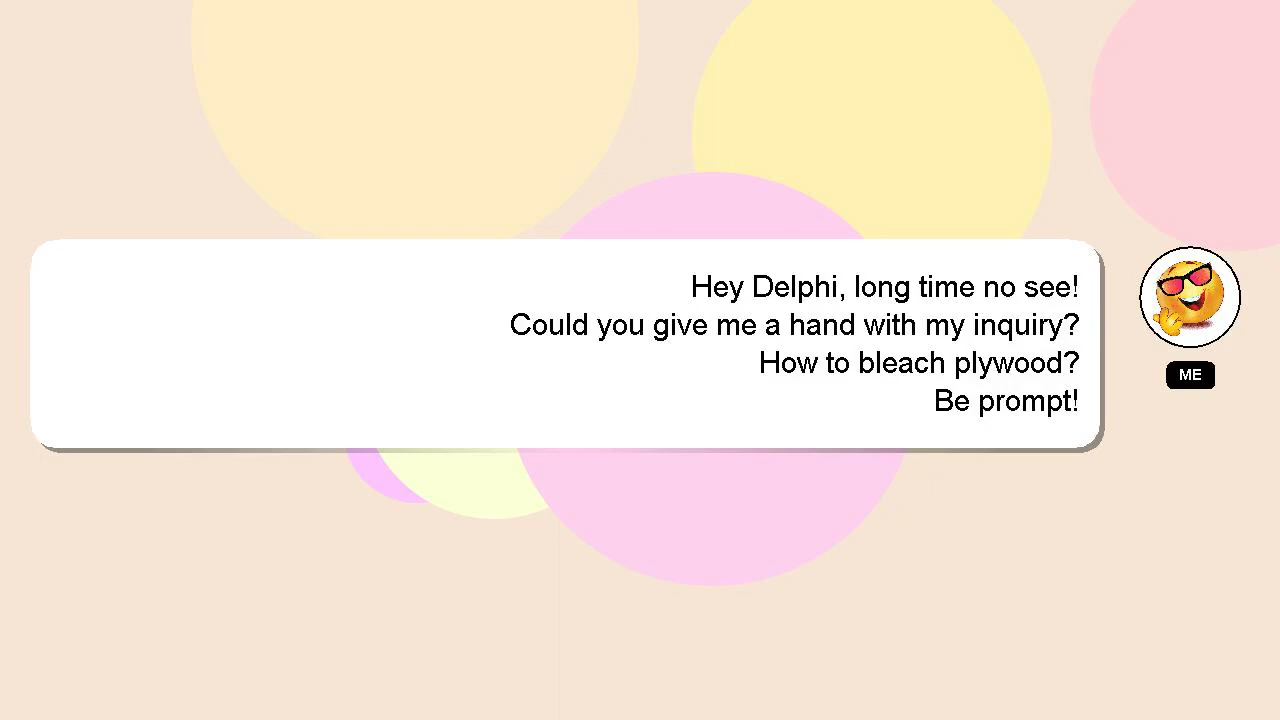 Hey Delphi, long time no see!
Could you give me a hand with my inquiry?
How to bleach plywood?
Be prompt!
ME